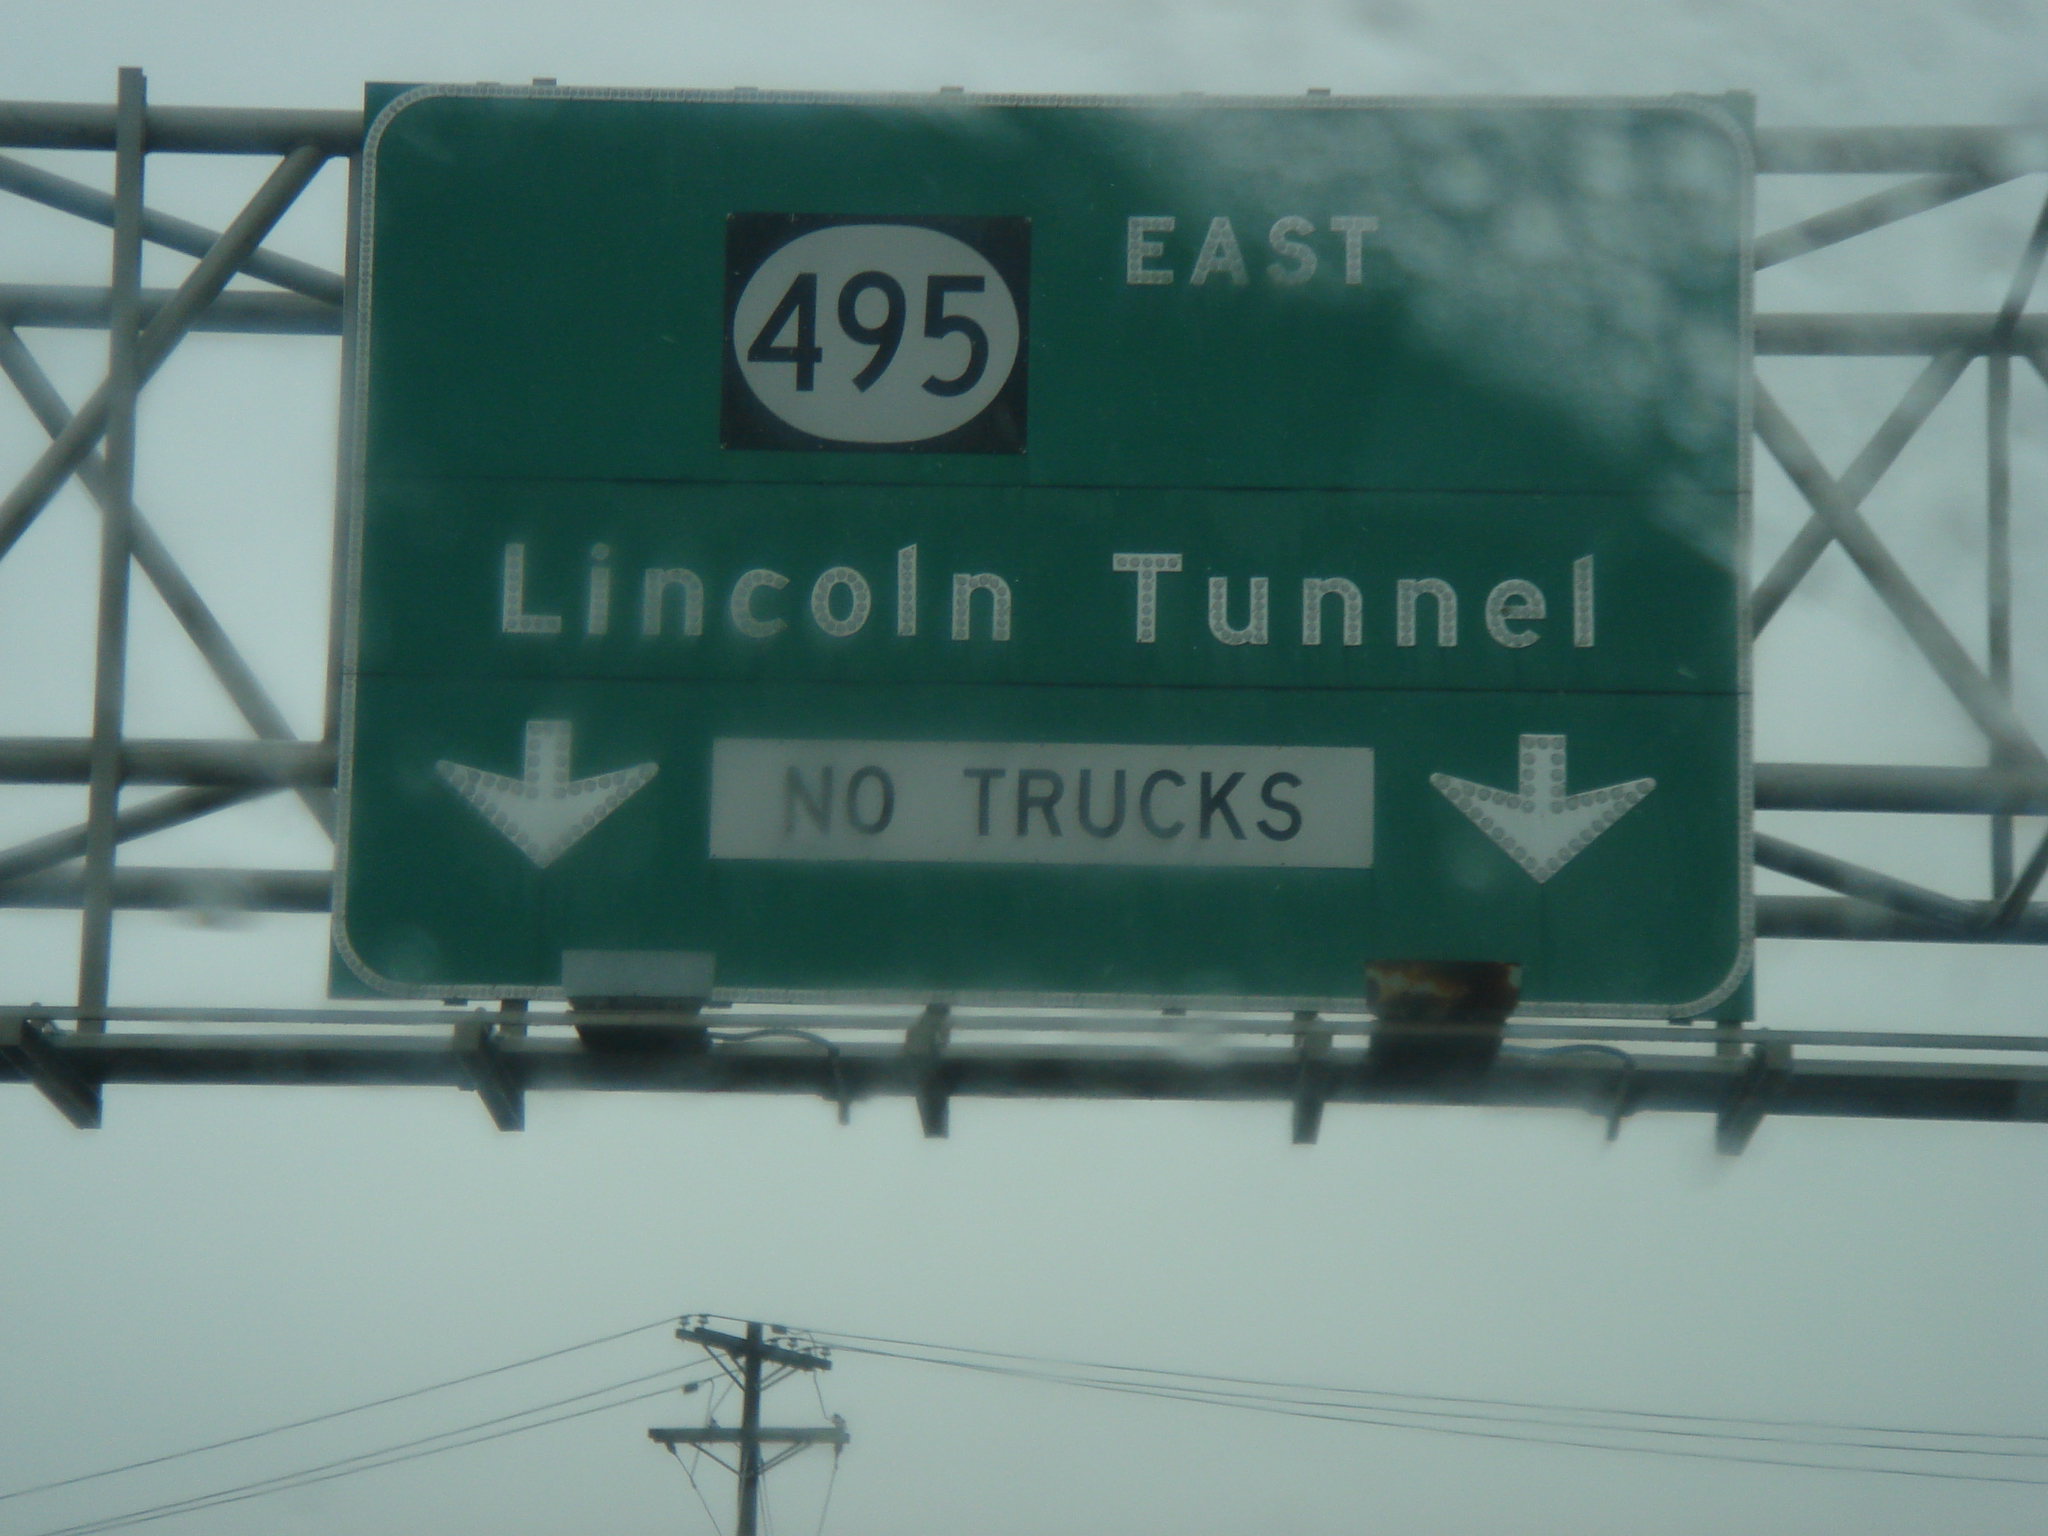 EAST
495
Lincoln Tunnel
NO TRUCKS